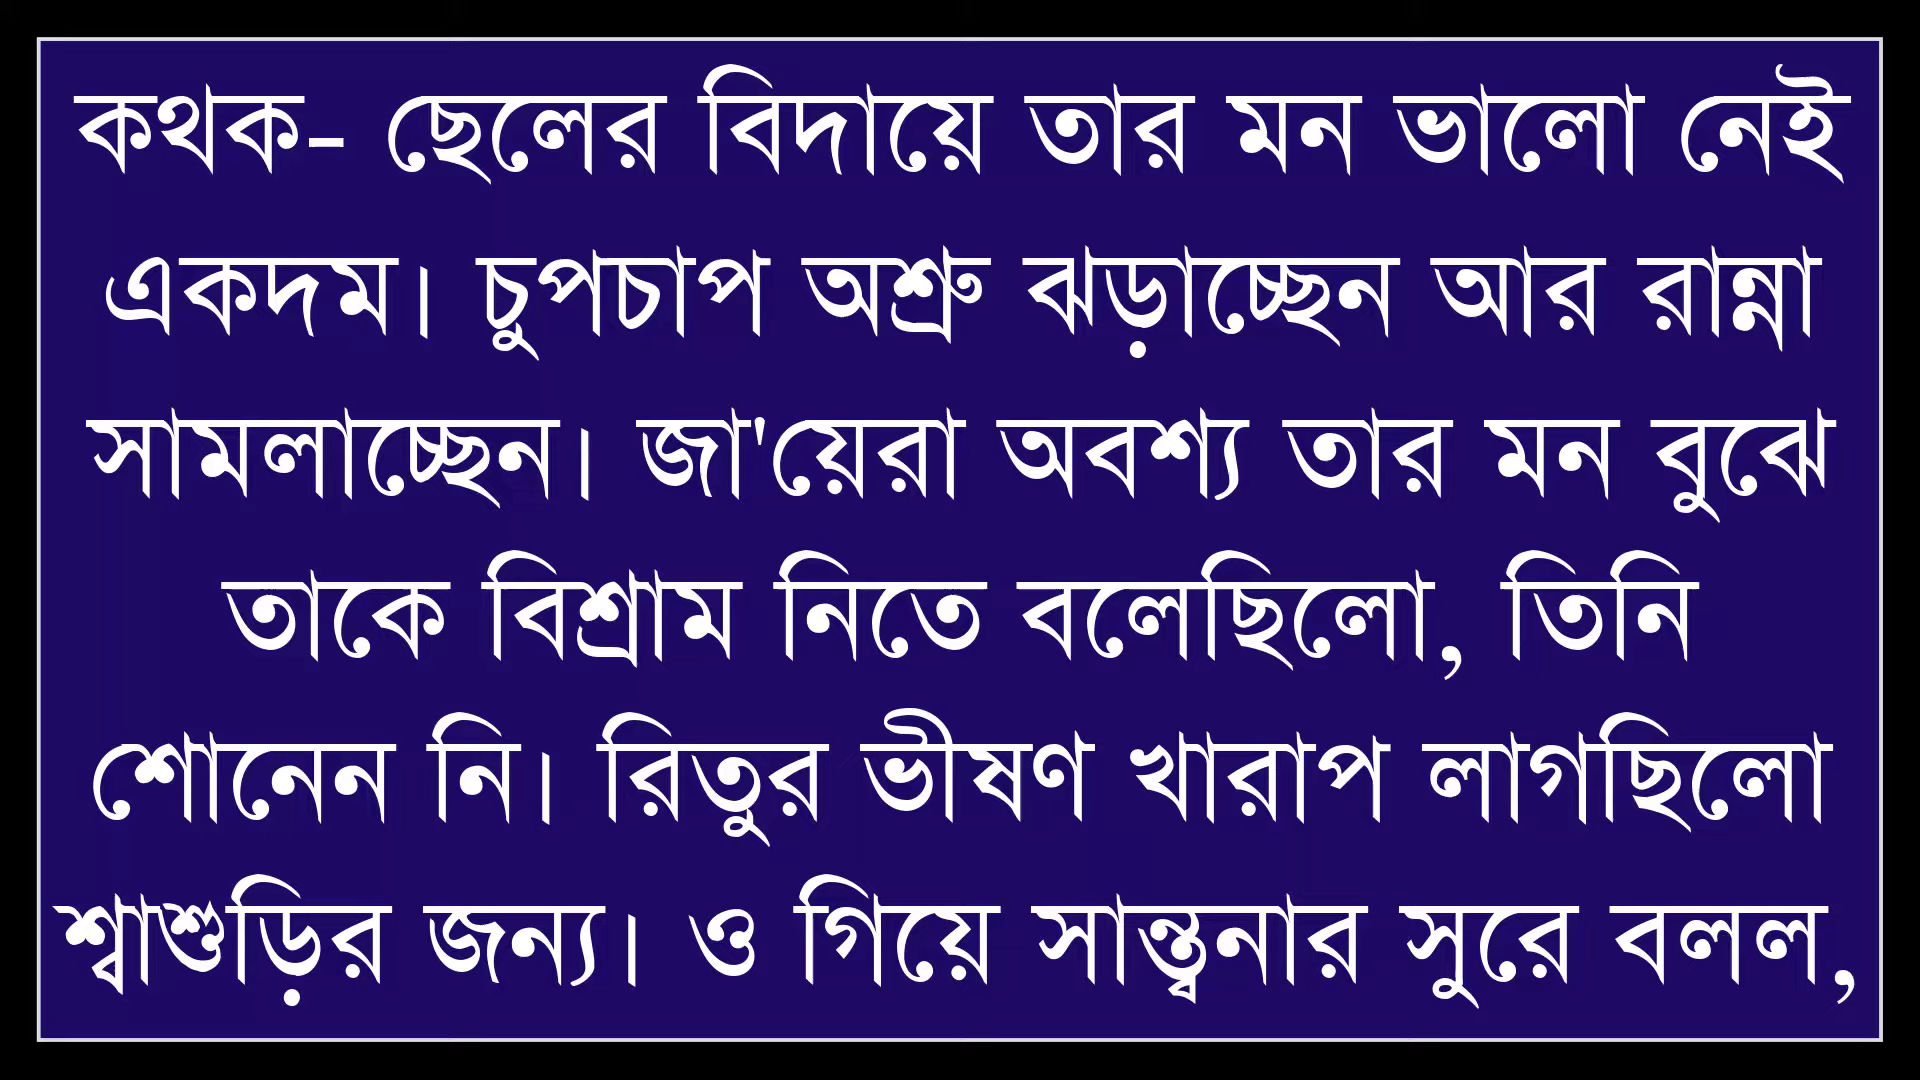 কথক- ছেলের বিদায়ে তার মন ভালো নেই
একদম। চুপচাপ অশ্রু ঝড়াচ্ছেন আর রান্না
সামলাচ্ছেন। জা'য়েরা অবশ্য তার মন বুঝে
তাকে বিশ্রাম নিতে বলেছিলো, তিনি
শোনেন নি। রিতুর ভীষণ খারাপ লাগছিলো
শ্বাশুড়ির জন্য। ও গিয়ে সান্ত্বনার সুরে বলল,